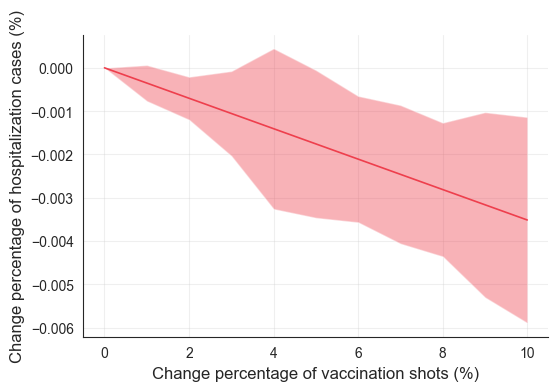 Change percentage of hospitalization cases (%)
0.000
−0.001
−0.002
−0.003
−0.004
−0.005
−0.006
0 2 4 6 8 10
Change percentage of vaccination shots (%)